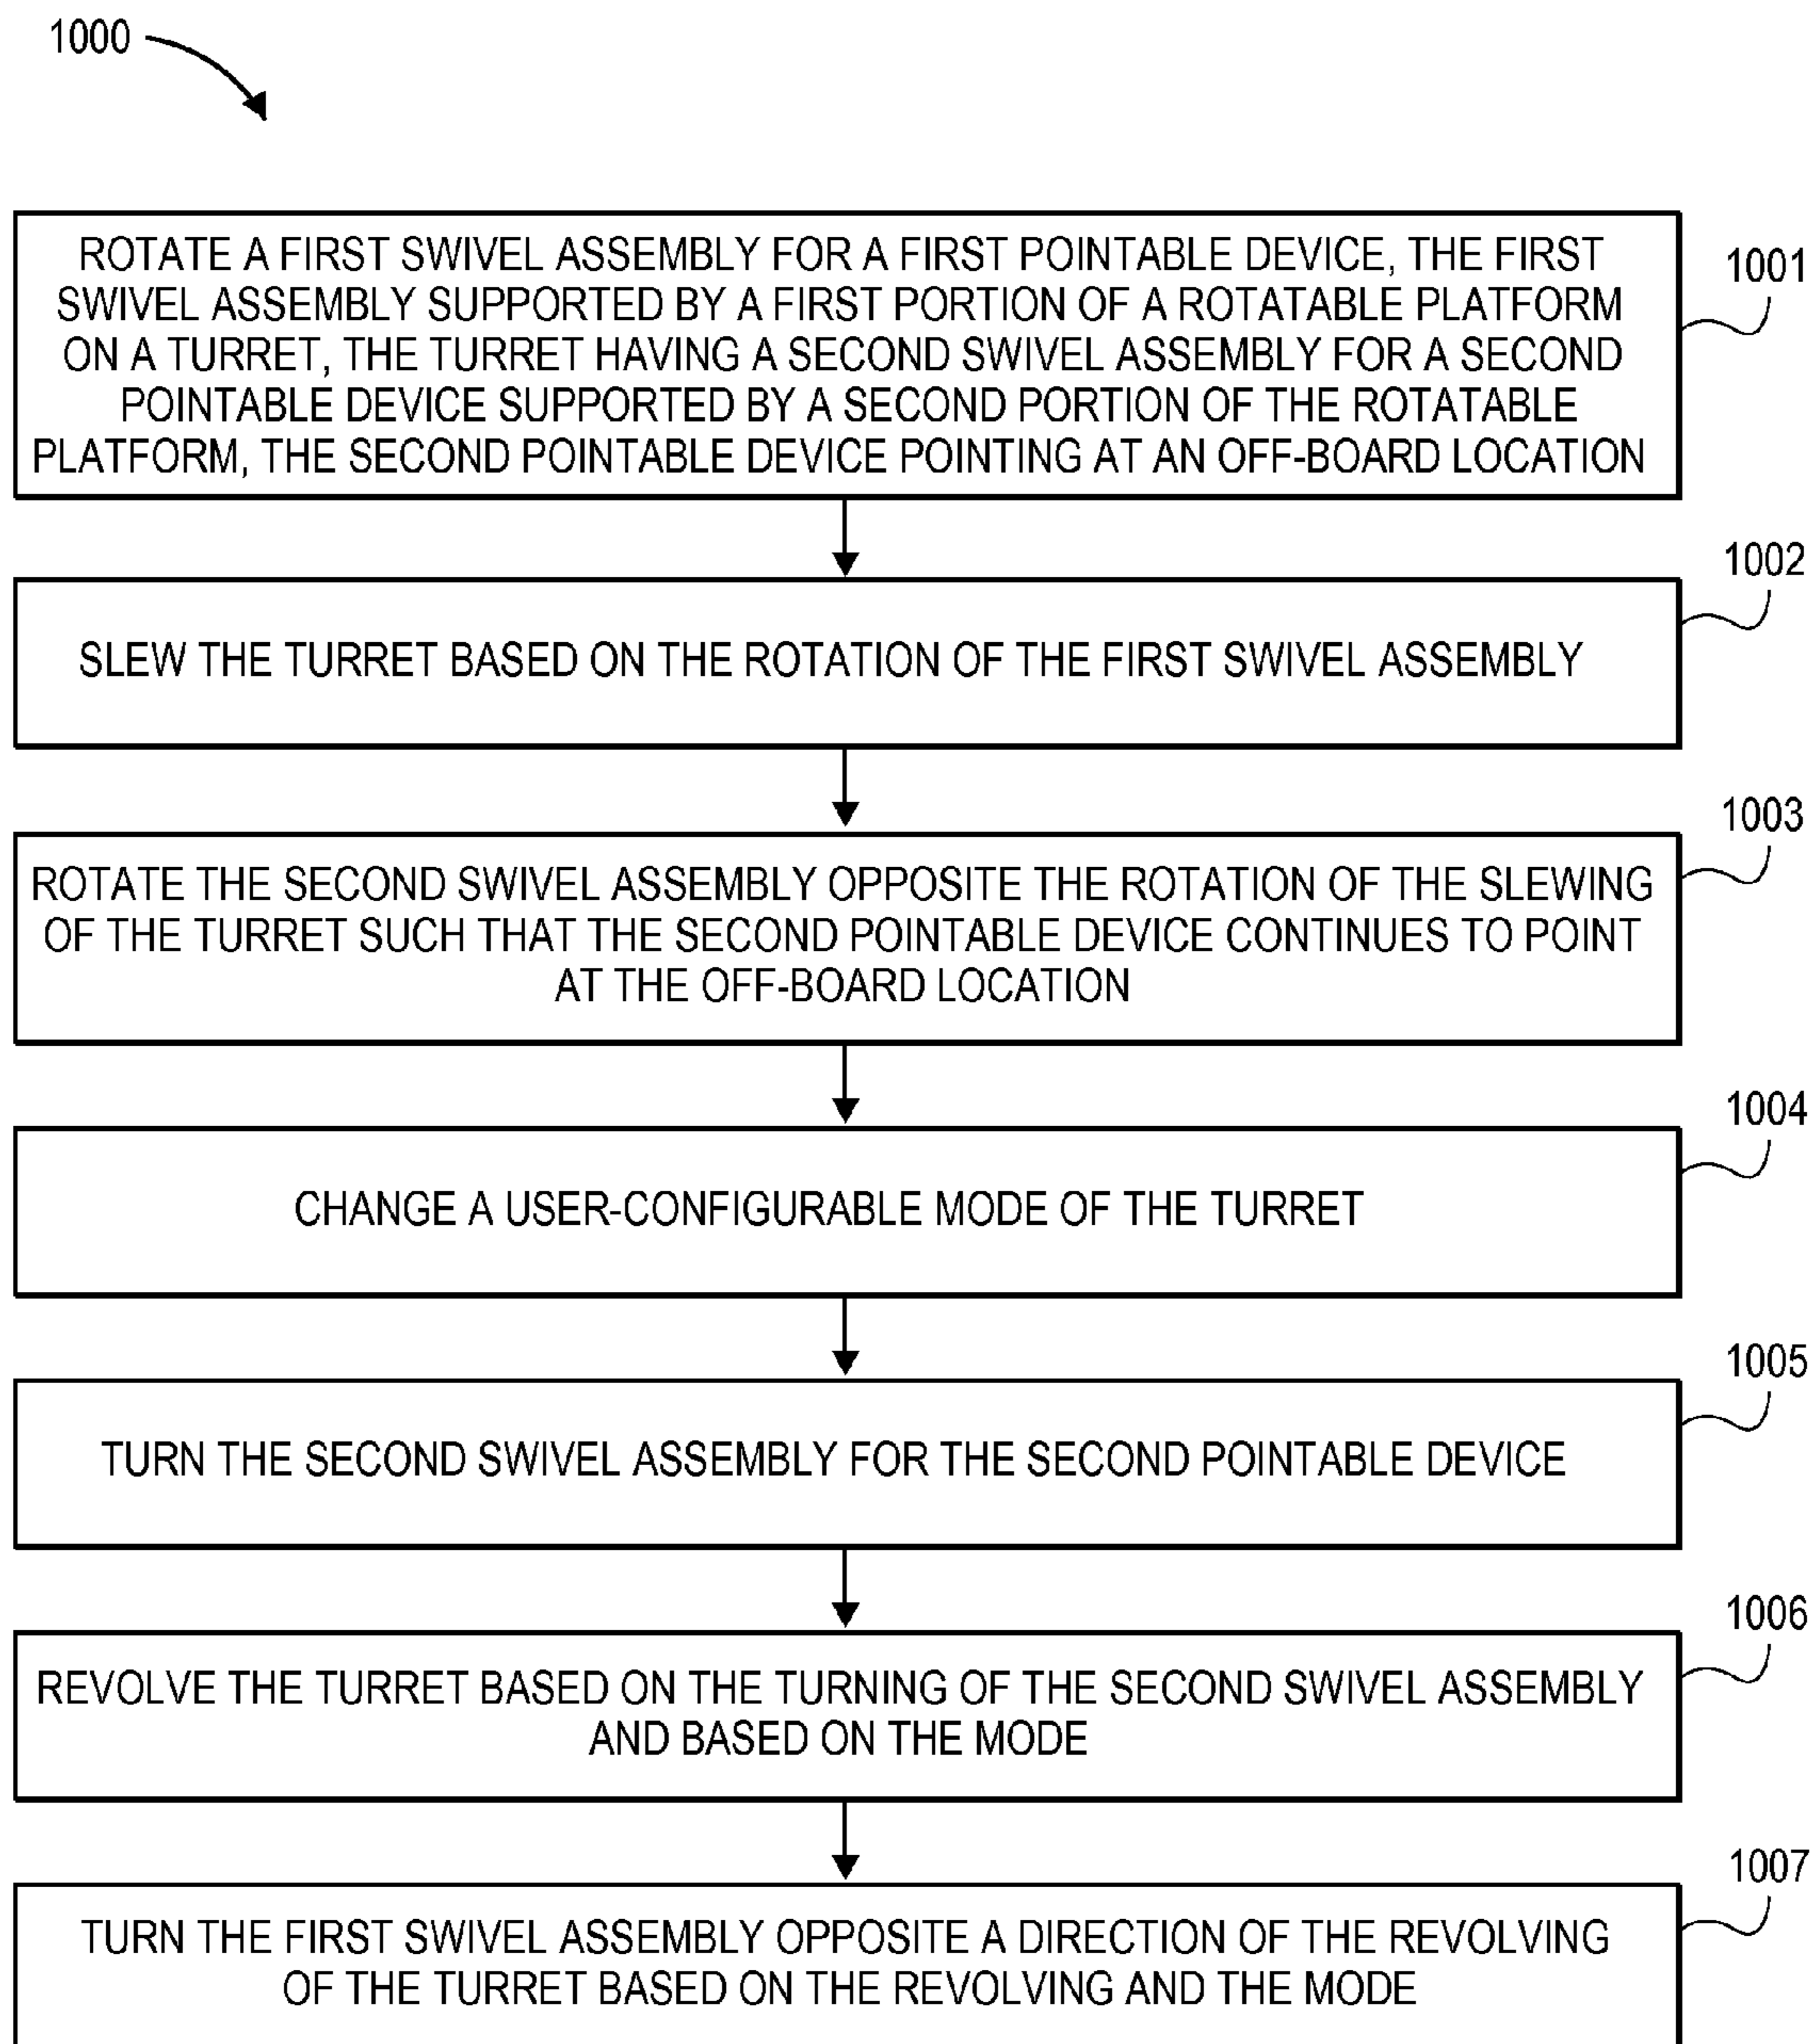 1000
ROTATE A FIRST SWIVEL ASSEMBLY FOR A FIRST POINTABLE DEVICE, THE FIRST
SWIVEL ASSEMBLY SUPPORTED BY A FIRST PORTION OF A ROTATABLE PLATFORM
ON A TURRET, THE TURRET HAVING A SECOND SWIVEL ASSEMBLY FOR A SECOND
POINTABLE DEVICE SUPPORTED BY A SECOND PORTION OF THE ROTATABLE
PLATFORM, THE SECOND POINTABLE DEVICE POINTING AT AN OFF-BOARD LOCATION
1001
SLEW THE TURRET BASED ON THE ROTATION OF THE FIRST SWIVEL ASSEMBLY
1002
ROTATE THE SECOND SWIVEL ASSEMBLY OPPOSITE THE ROTATION OF THE SLEWING
OF THE TURRET SUCH THAT THE SECOND POINTABLE DEVICE CONTINUES TO POINT
AT THE OFF-BOARD LOCATION
1003
CHANGE A USER-CONFIGURABLE MODE OF THE TURRET
1004
TURN THE SECOND SWIVEL ASSEMBLY FOR THE SECOND POINTABLE DEVICE
1005
REVOLVE THE TURRET BASED ON THE TURNING OF THE SECOND SWIVEL ASSEMBLY
AND BASED ON THE MODE
1006
TURN THE FIRST SWIVEL ASSEMBLY OPPOSITE A DIRECTION OF THE REVOLVING
OF THE TURRET BASED ON THE REVOLVING AND THE MODE
1007